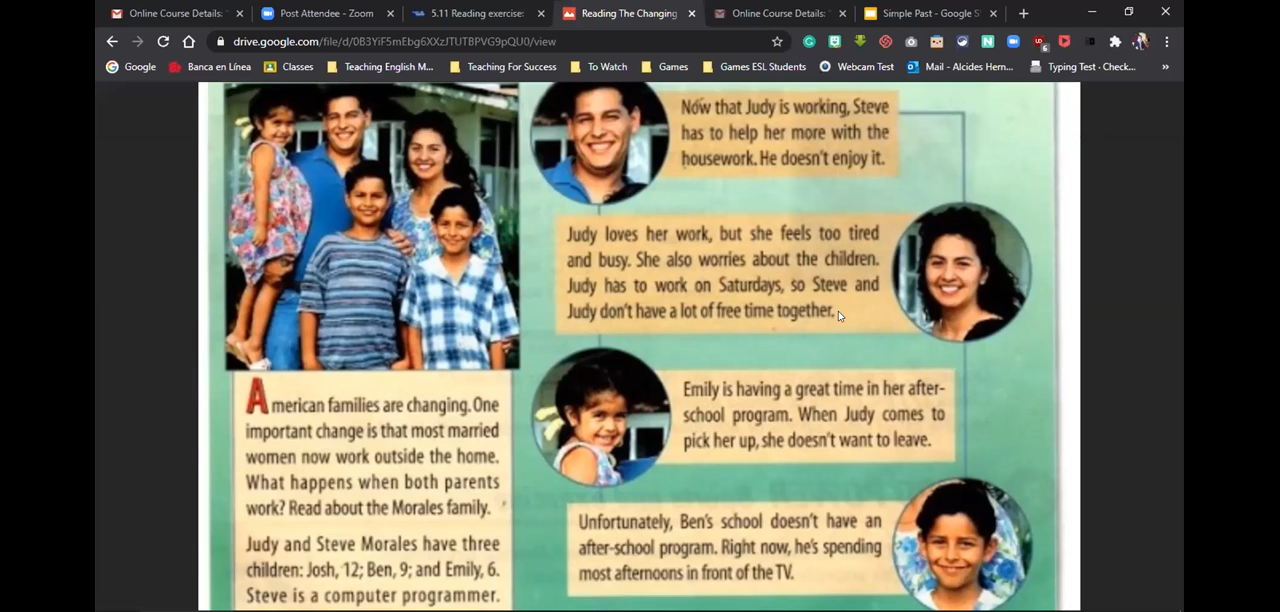 Online Course Details:
Post Attendee - Zoom
5.11 Reading exercise:
Reading The Changing
Online Course Details:
Simple Past - Google S
drive.google.com/file/d/0B3YiF5mEbg6XXzJTUTBPVG9pQU0/view
Google
Banca en Línea
Classes
Teaching English M...
Teaching For Success
To Watch
Games
Games ESL Students
Webcam Test
Mail - Alcides Hern...
Typing Test - Check...
Now that Judy is working, Steve
has to help her more with the
housework. He doesn't enjoy it.
Judy loves her work, but she feels too tired
and busy. She also worries about the children.
Judy has to work on Saturdays, so Steve and
Judy don't have a lot of free time together.
Emily is having a great time in her after-
school program. When Judy comes to
pick her up, she doesn't want to leave.
Unfortunately, Ben's school doesn't have an
after-school program. Right now, he's spending
most afternoons in front of the TV.
American families are changing. One
important change is that most married
women now work outside the home.
What happens when both parents
work? Read about the Morales family.
Judy and Steve Morales have three
children: Josh, 12; Ben, 9; and Emily, 6.
Steve is a computer programmer.